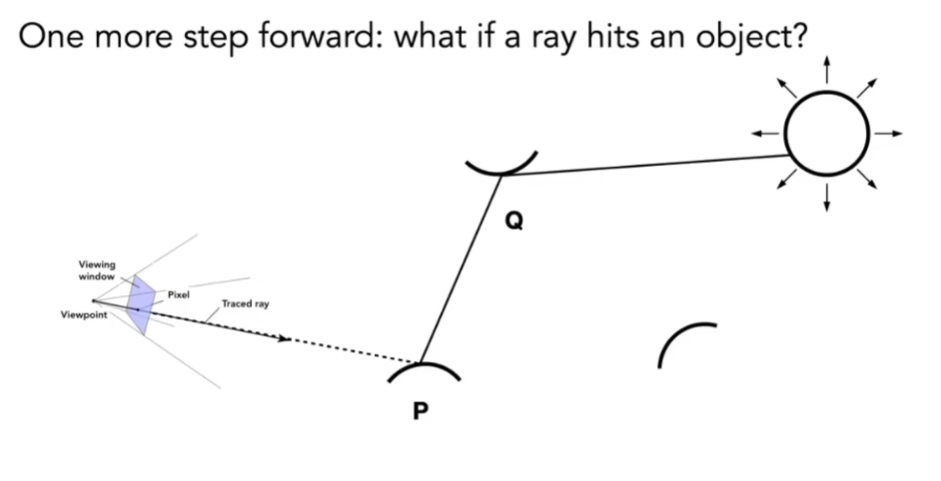 One more step forward: what if a ray hits an object?
Q
Viewing
window
Pixel
Traced ray
Viewpoint
P